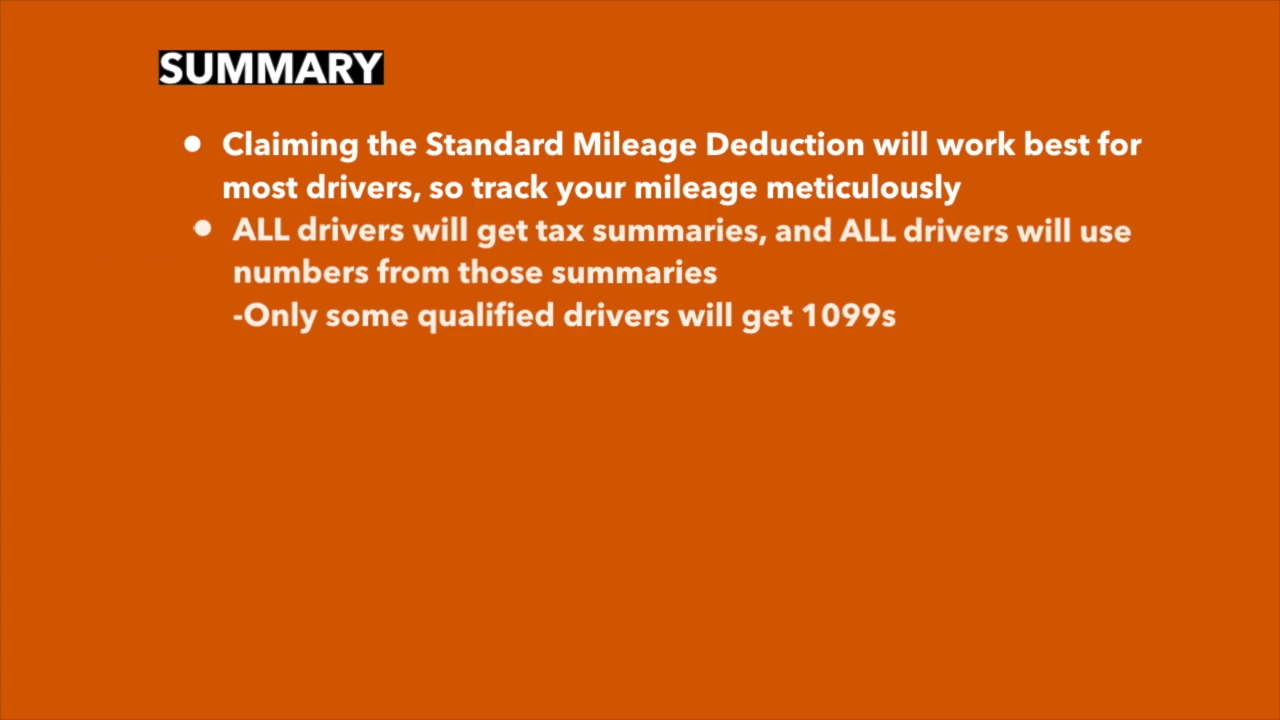 SUMMARY
• Claiming the Standard Mileage Deduction will work best for
most drivers, so track your mileage meticulously
• ALL drivers will get tax summaries, and ALL drivers will use
numbers from those summaries
-Only some qualified drivers will get 1099s